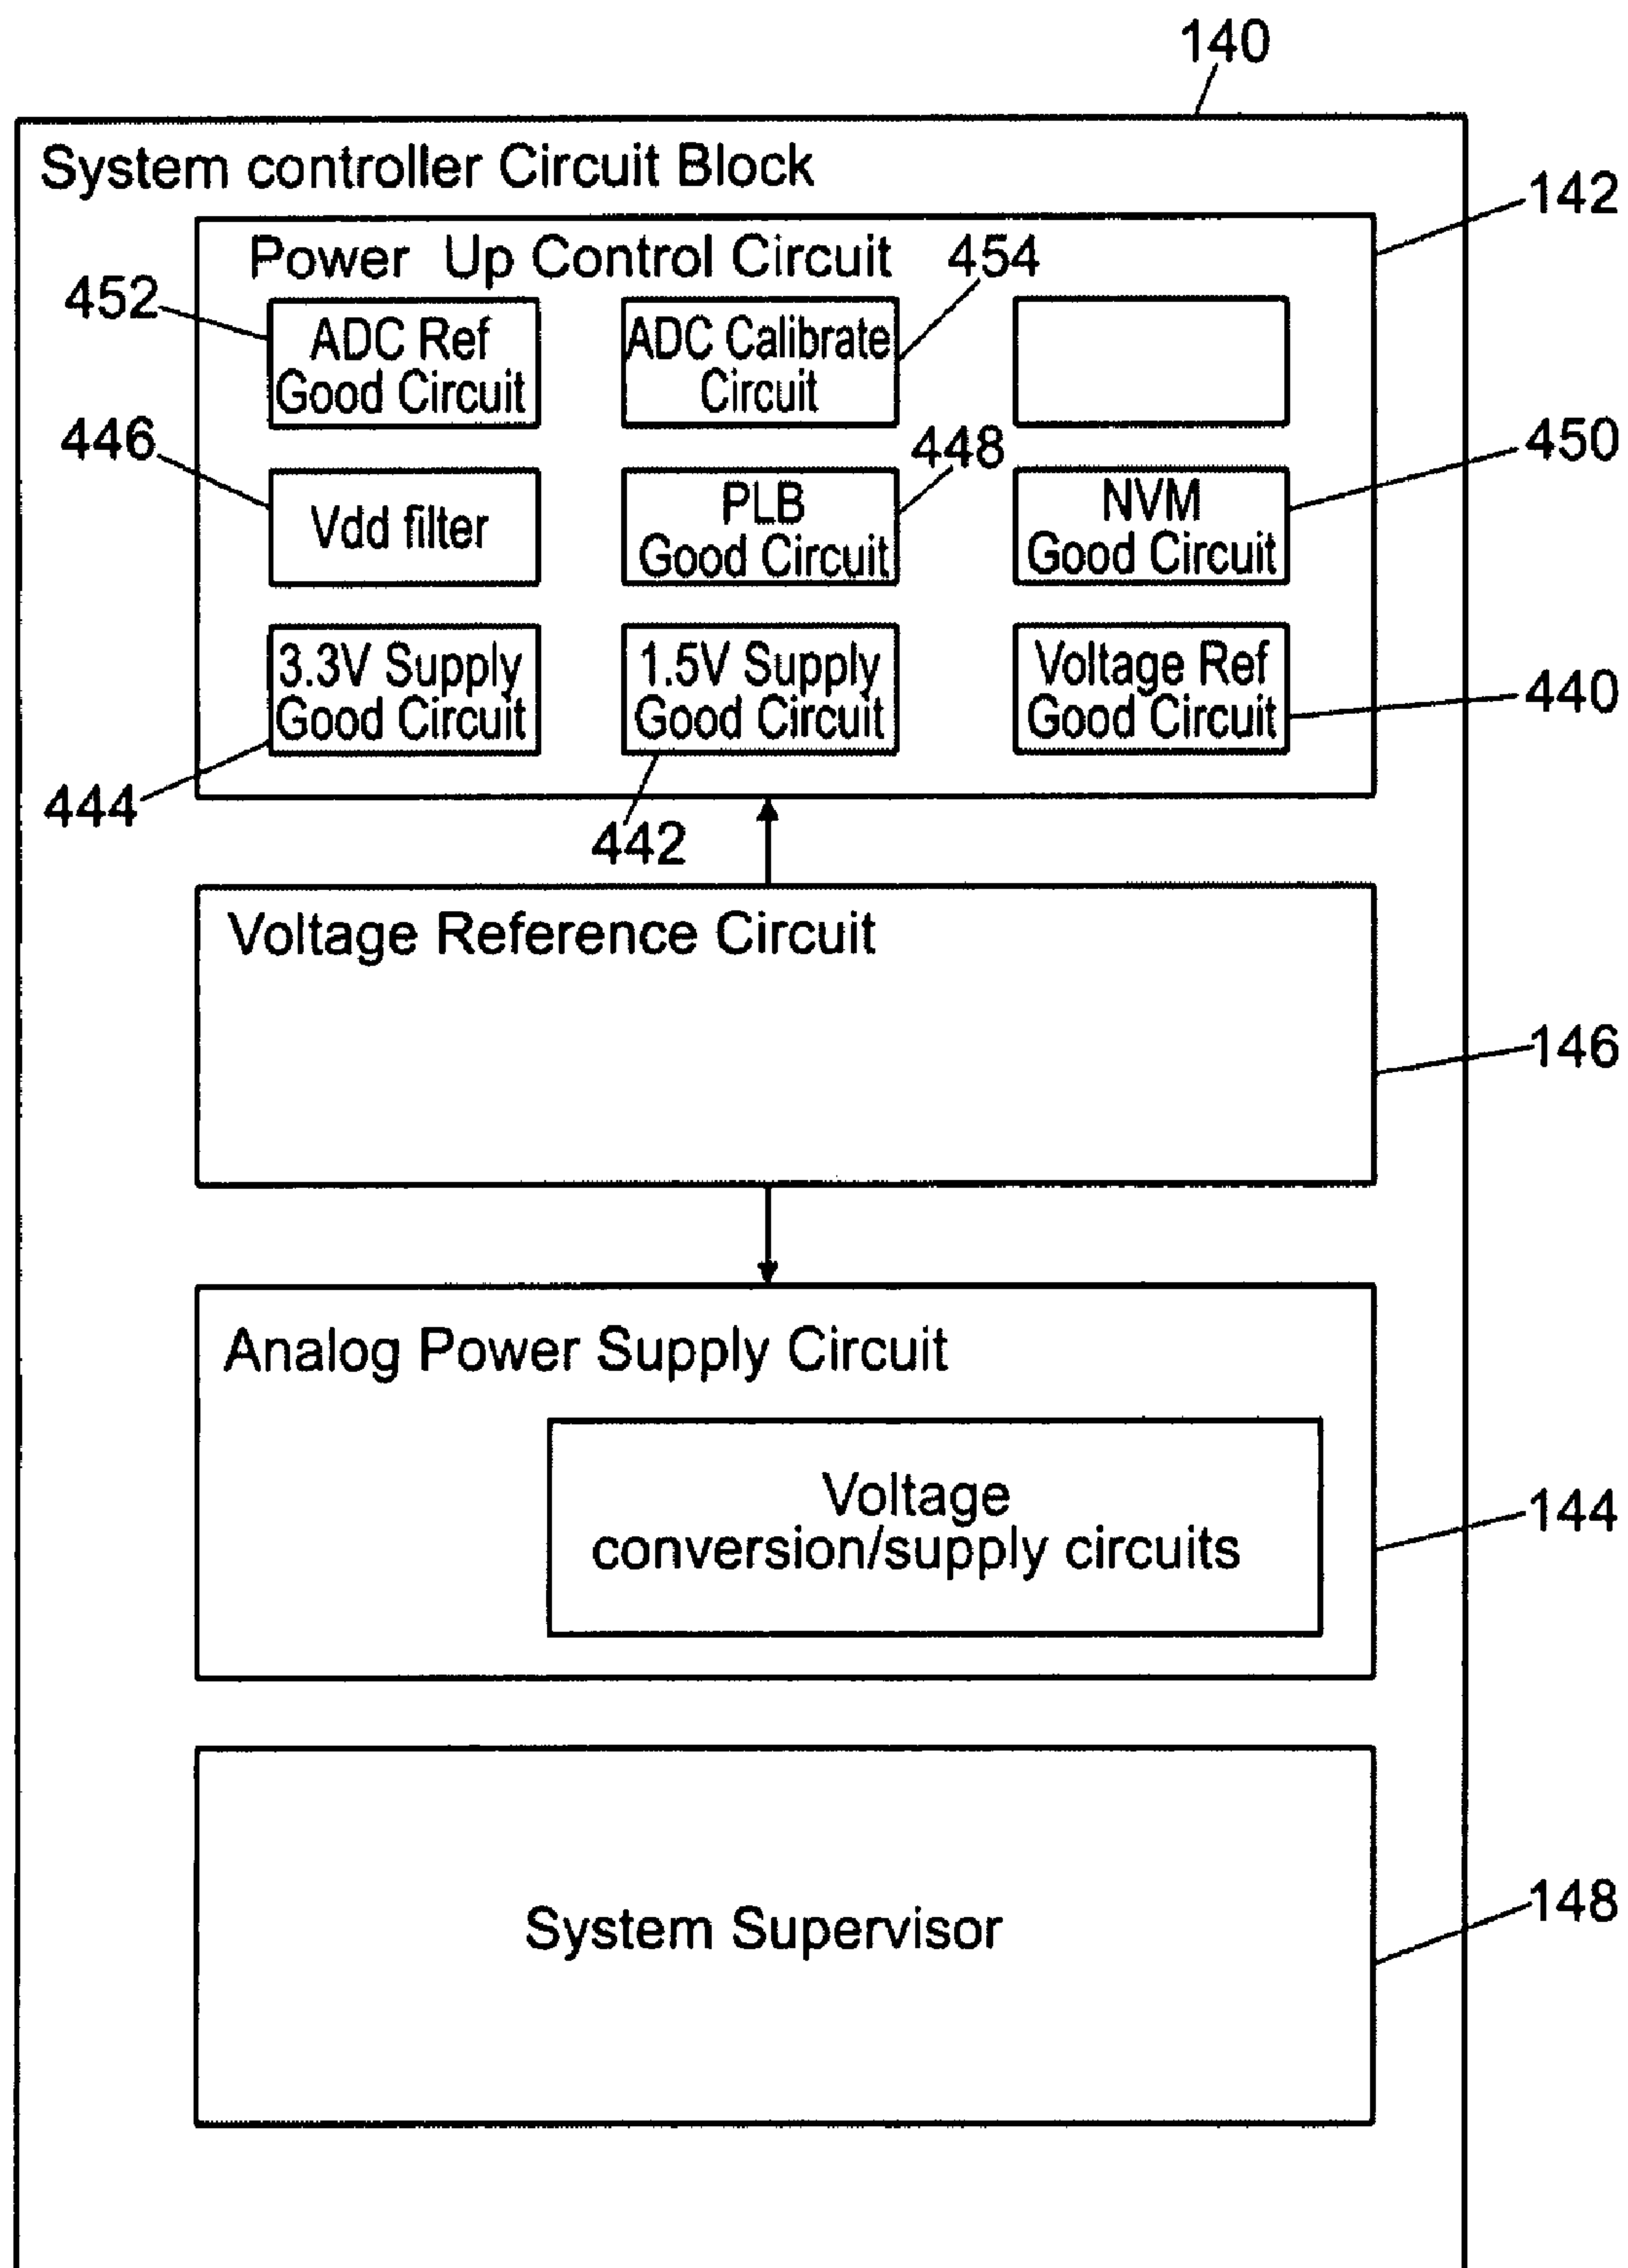 140
System controller Circuit Block
142
Power Up Control Circuit
454
452
ADC Ref
Good Circuit
ADC Calibrate
Circuit
446
448
450
Vdd filter
PLB
Good Circuit
NVM
Good Circuit
3.3V Supply
Good Circuit
1.5V Supply
Good Circuit
Voltage Ref
Good Circuit
440
444
442
Voltage Reference Circuit
146
Analog Power Supply Circuit
Voltage
conversion/supply circuits
144
148
System Supervisor